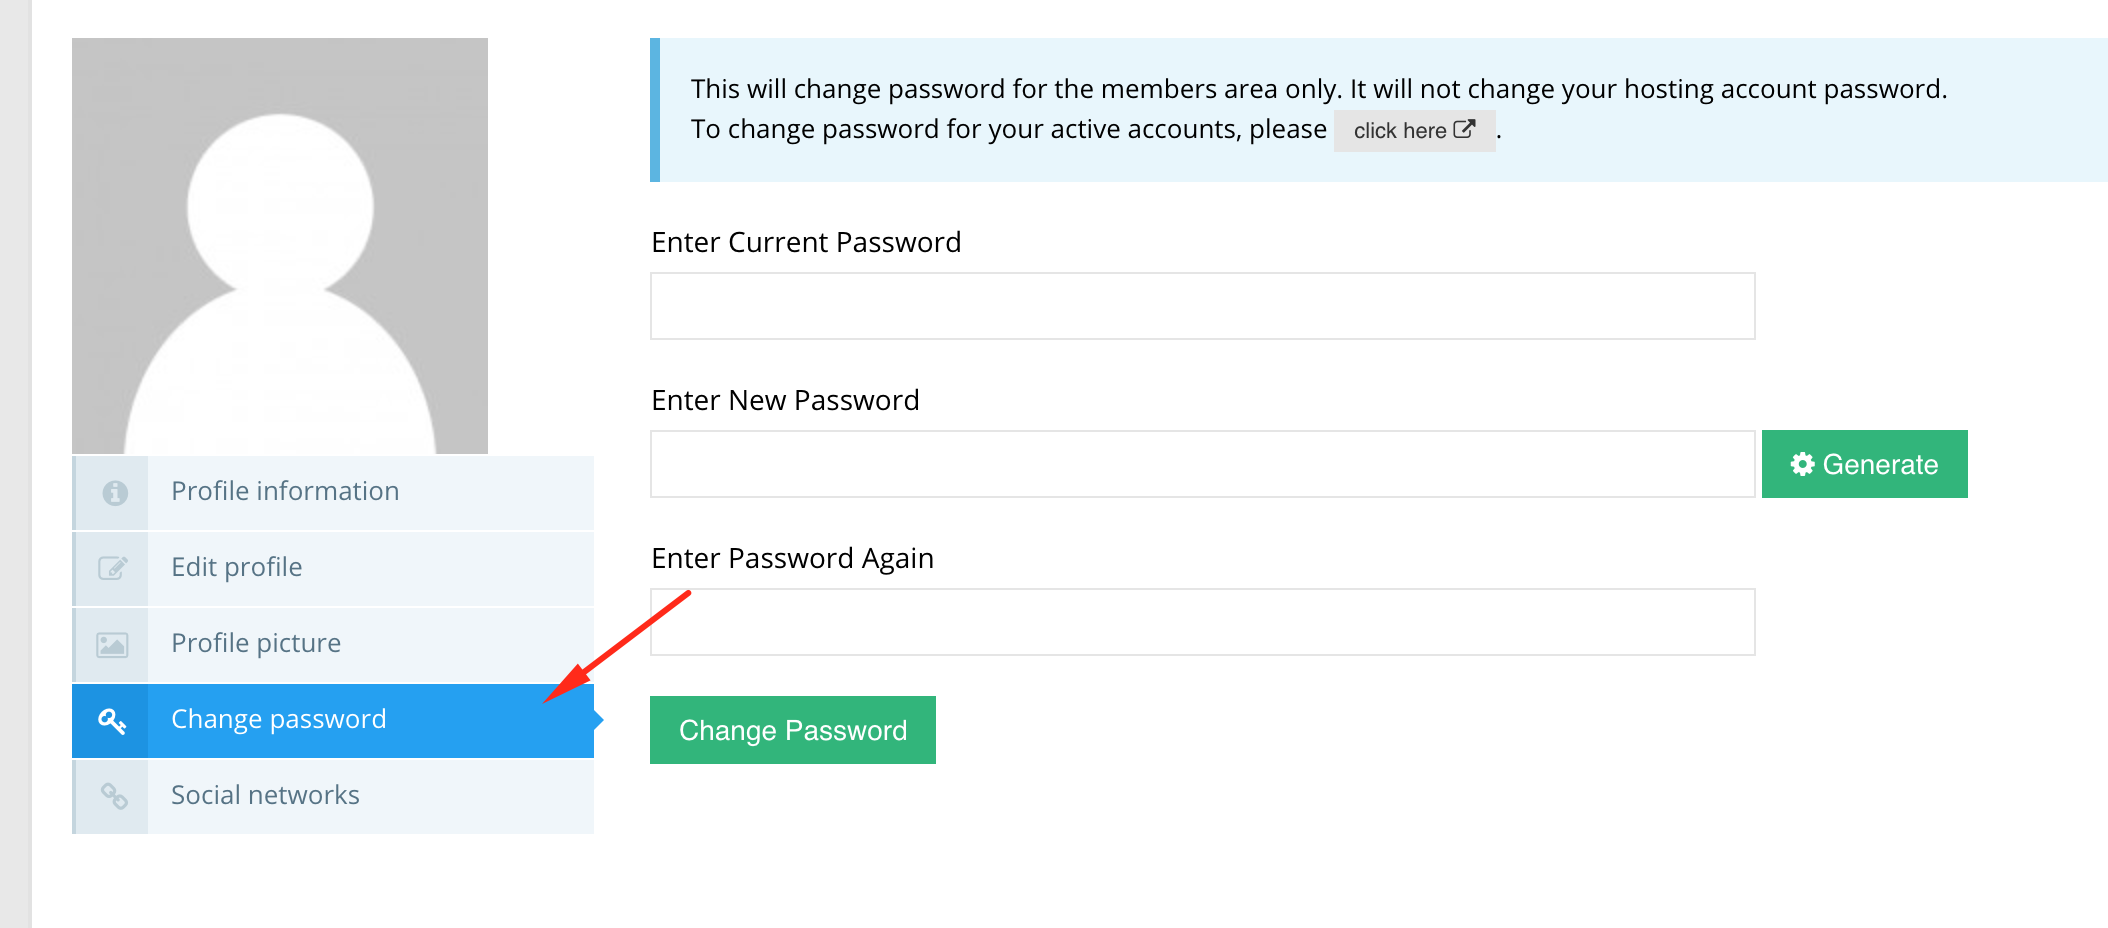 This will change password for the members area only. It will not change your hosting account password.
To change password for your active accounts, please click here.
Enter Current Password
Enter New Password
Generate
Enter Password Again
Change Password
Profile information
Edit profile
Profile picture
Change password
Social networks